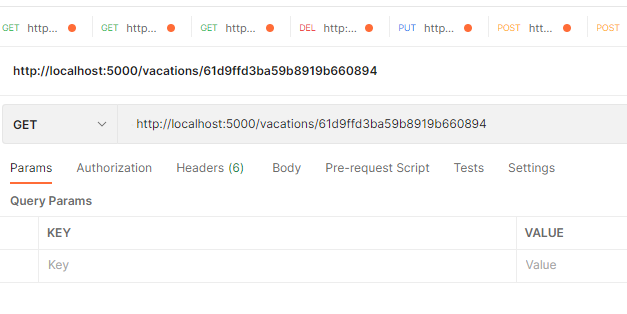 GET http... GET http... GET http... DEL http:... PUT http... POST htt... POST
http://localhost:5000/vacations/61d9ffd3ba59b8919b660894
GET http://localhost:5000/vacations/61d9ffd3ba59b8919b660894
Params Authorization Headers (6) Body Pre-request Script Tests Settings
Query Params
KEY VALUE
Key Value